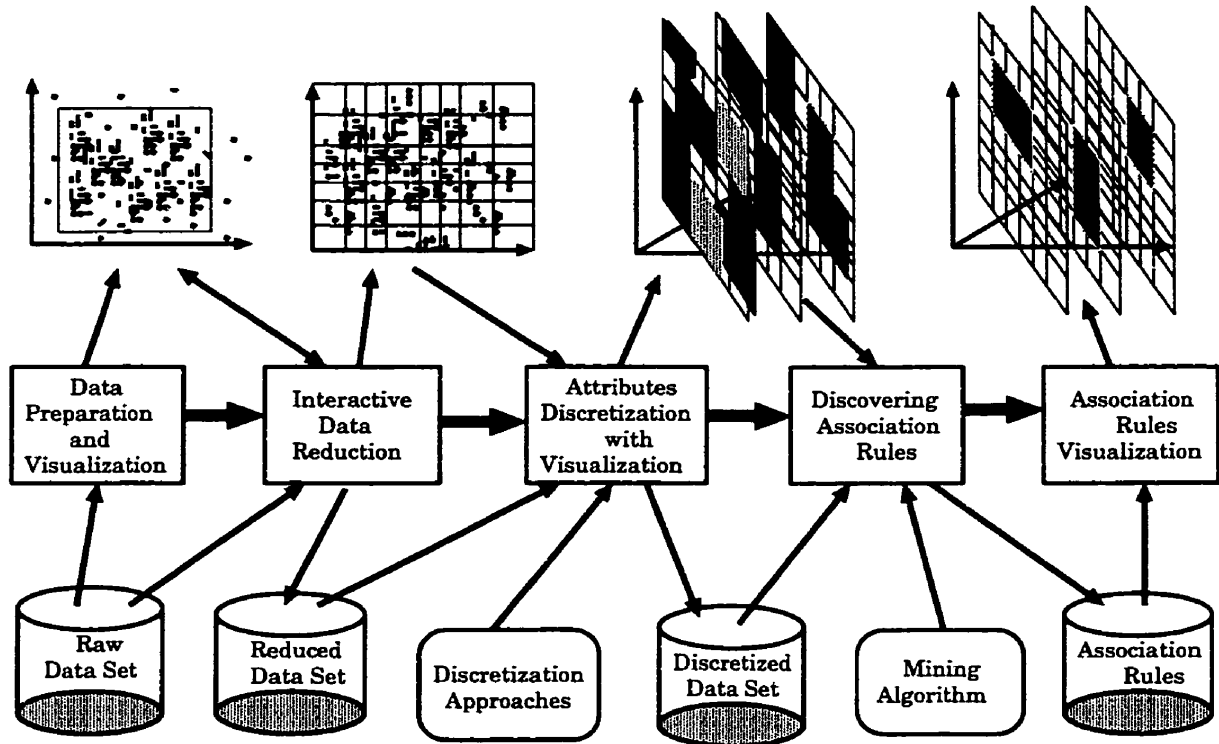 Data
Preparation
and
Visualization
Interactive
Data
Reduction
Attributes
Discretization
with
Visualization
Discovering
Association
Rules
Association
Rules
Visualization
Raw
Data Set
Reduced
Data Set
Discretization
Approaches
Discretized
Data Set
Mining
Algorithm
Association
Rules